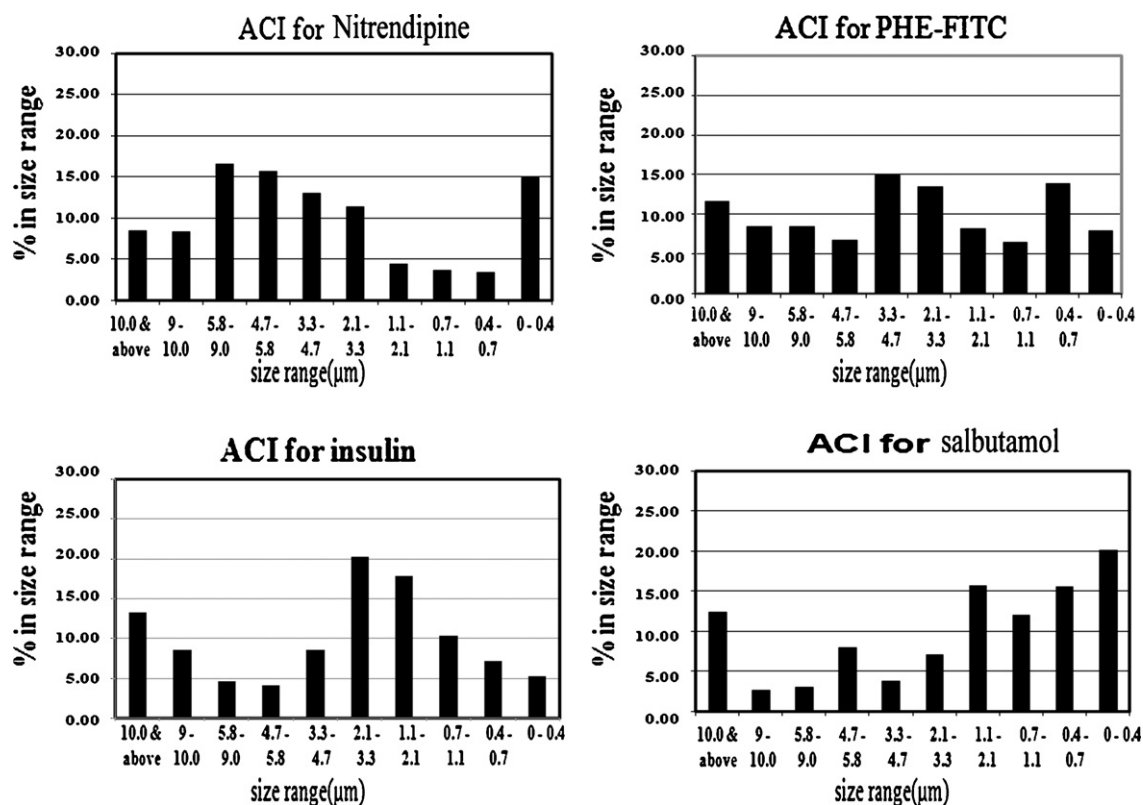 ACI for Nitrendipine
% in size range
30.00
25.00
20.00
15.00
10.00
5.00
0.00
10.0 & above
9 - 10.0
5.8 - 9.0
4.7 - 5.8
3.3 - 4.7
2.1 - 3.3
1.1 - 2.1
0.7 - 1.1
0.4 - 0.7
0 - 0.4
size range(µm)
ACI for PHE-FITC
% in size range
30.00
25.00
20.00
15.00
10.00
5.00
0.00
10.0 & above
9 - 10.0
5.8 - 9.0
4.7 - 5.8
3.3 - 4.7
2.1 - 3.3
1.1 - 2.1
0.7 - 1.1
0.4 - 0.7
0 - 0.4
size range(µm)
ACI for insulin
% in size range
30.00
25.00
20.00
15.00
10.00
5.00
0.00
10.0 & above
9 - 10.0
5.8 - 9.0
4.7- 5.8
3.3 - 4.7
2.1 - 3.3
1.1 - 2.1
0.7 - 1.1
0.4 - 0.7
0 - 0.4
size range(µm)
ACI for salbutamol
% in size range
30.00
25.00
20.00
15.00
10.00
5.00
0.00
10.0 & above
9 - 10.0
5.8 - 9.0
4.7 - 5.8
3.3 - 4.7
2.1 - 3.3
1.1 - 2.1
0.7 - 1.1
0.4 - 0.7
0 - 0.4
size range(µm)